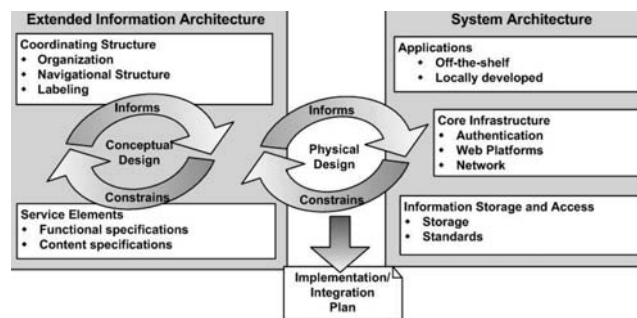 Extended Information Architecture
Coordinating Structure
• Organization
• Navigational Structure
• Labeling
Informs
Conceptual
Design
Constrains
Service Elements
• Functional specifications
• Content specifications
Informs
Physical
Design
Constrains
Implementation/
Integration
Plan
System Architecture
Applications
• Off-the-shelf
• Locally developed
Core Infrastructure
• Authentication
• Web Platforms
• Network
Information Storage and Access
• Storage
• Standards